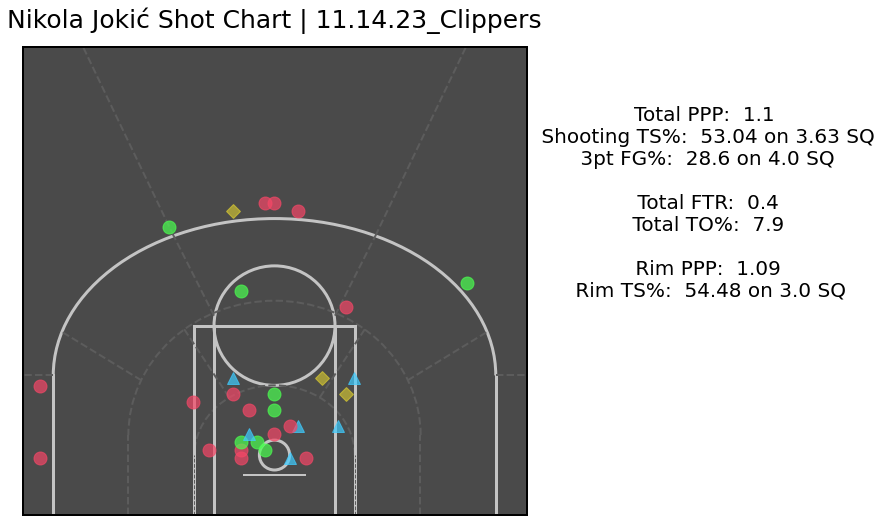 Nikola Jokić Shot Chart | 11.14.23_Clippers
Total PPP:  1.1
Shooting TS%:  53.04 on 3.63 SQ
3pt FG%:  28.6 on 4.0 SQ
Total FTR:  0.4
Total TO%:  7.9
Rim PPP:  1.09
Rim TS%:  54.48 on 3.0 SQ